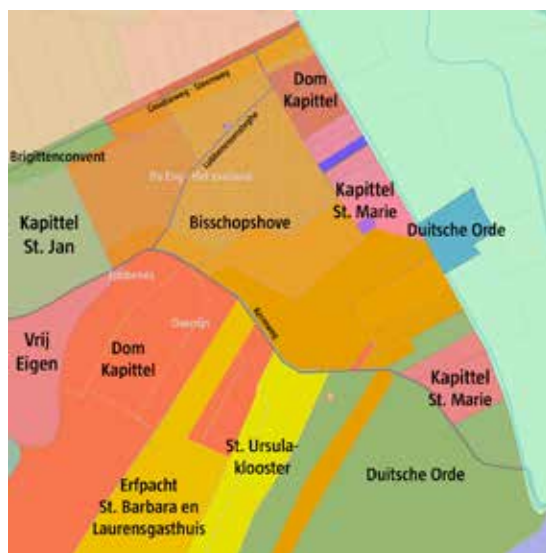 Dom
Kapittel
Brigittenconvent
Kapittel
St. Marie
Kapittel
St. Jan
Bisschopshove
Duitsche Orde
Vrij
Eigen
Dom
Kapittel
Kapittel
St. Marie
St. Ursula-
klooster
Duitsche Orde
Erfpacht
St. Barbara en
Laurensgasthuis